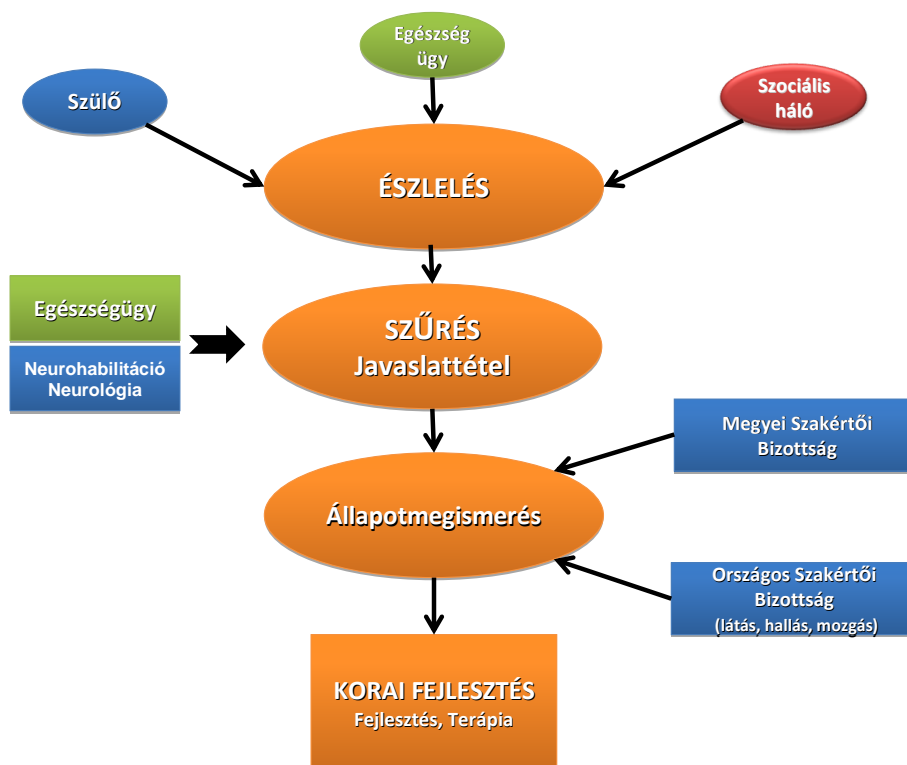 Egészség
ügy
Szülő
Szociális
háló
ÉSZLELÉS
Egészségügy
Neurohabilitáció
Neurológia
SZŰRÉS
Javaslattétel
Megyei Szakértői
Bizottság
Állapotmegismerés
Országos Szakértői
Bizottság
(látás, hallás, mozgás)
KORAI FEJLESZTÉS
Fejlesztés, Terápia